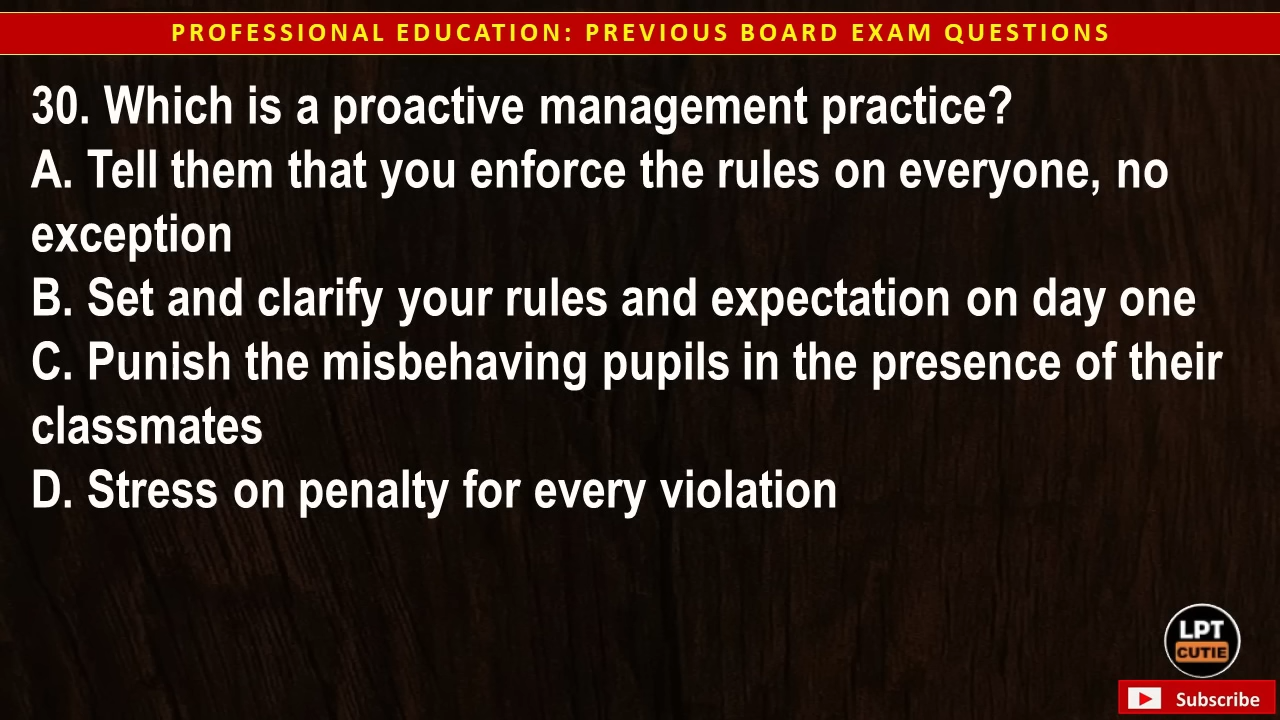 PROFESSIONAL EDUCATION: PREVIOUS BOARD EXAM QUESTIONS
30. Which is a proactive management practice?
A. Tell them that you enforce the rules on everyone, no
exception
B. Set and clarify your rules and expectation on day one
C. Punish the misbehaving pupils in the presence of their
classmates
D. Stress on penalty for every violation
LPT
CUTIE
Subscribe